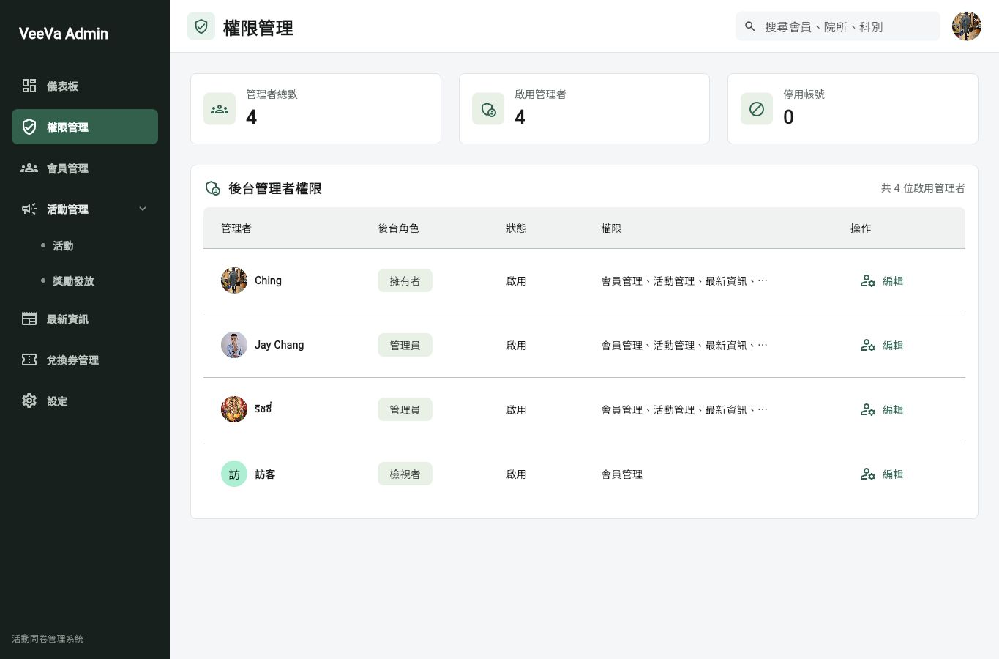 VeeVa Admin
儀表板
權限管理
會員管理
活動管理
活動
獎勵發放
最新資訊
兌換券管理
設定
活動問卷管理系統
權限管理
搜尋會員、院所、科別
管理者總數
4
啟用管理者
4
停用帳號
0
後台管理者權限
共 4 位啟用管理者
管理者 後台角色 狀態 權限 操作
Ching 擁有者 啟用 會員管理、活動管理、最新資訊、… 編輯
Jay Chang 管理員 啟用 會員管理、活動管理、最新資訊、… 編輯
ริชชี่ 管理員 啟用 會員管理、活動管理、最新資訊、… 編輯
訪 訪客 檢視者 啟用 會員管理 編輯